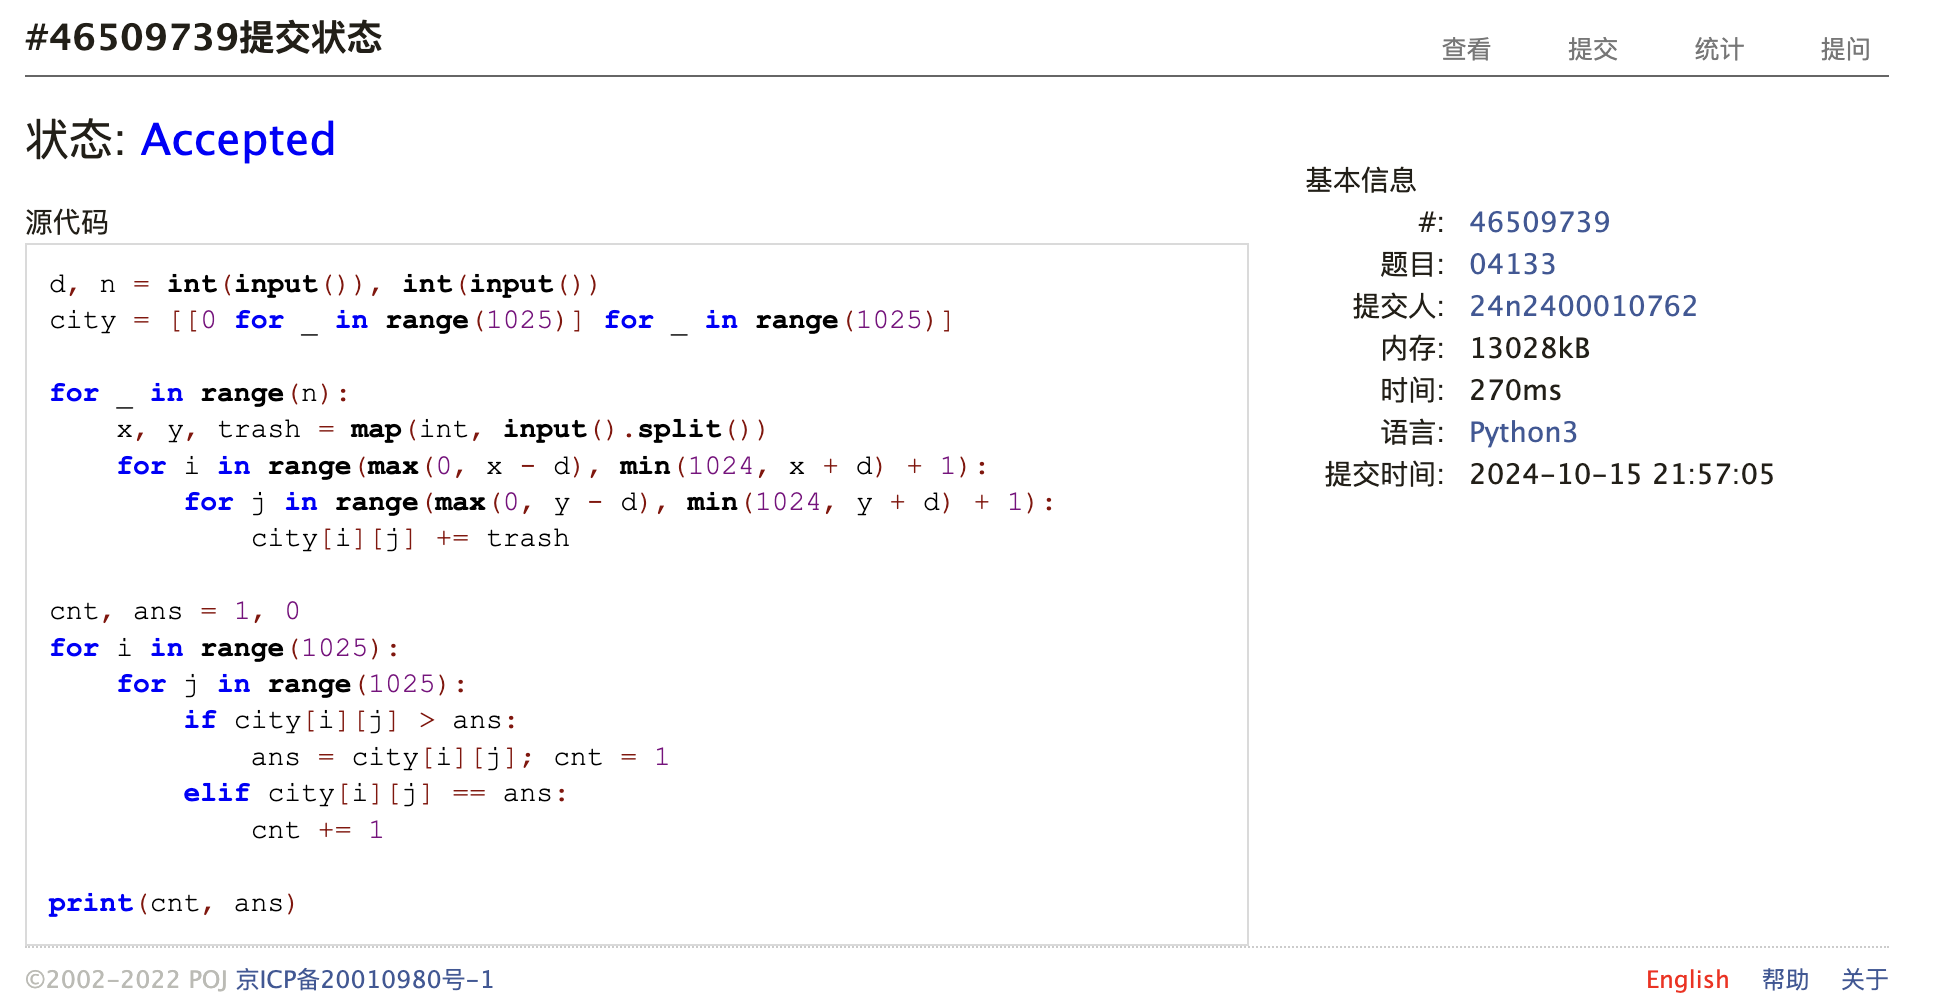 #46509739提交状态
查看 提交 统计 提问
状态: Accepted
源代码
d, n = int(input()), int(input())
city = [[0 for _ in range(1025)] for _ in range(1025)]
for _ in range(n):
    x, y, trash = map(int, input().split())
    for i in range(max(0, x - d), min(1024, x + d) + 1):
        for j in range(max(0, y - d), min(1024, y + d) + 1):
            city[i][j] += trash
cnt, ans = 1, 0
for i in range(1025):
    for j in range(1025):
        if city[i][j] > ans:
            ans = city[i][j]; cnt = 1
        elif city[i][j] == ans:
            cnt += 1
print(cnt, ans)
基本信息
#: 46509739
题目: 04133
提交人: 24n2400010762
内存: 13028kB
时间: 270ms
语言: Python3
提交时间: 2024-10-15 21:57:05
©2002-2022 POJ 京ICP备20010980号-1
English 帮助 关于